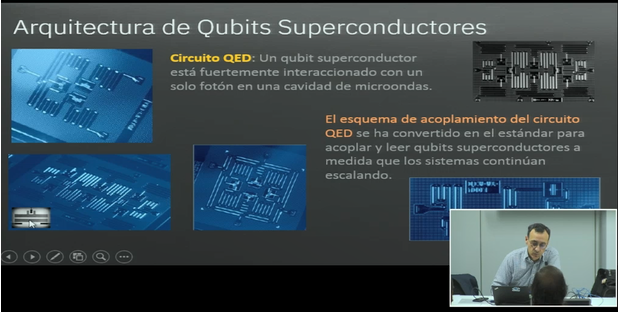 Arquitectura de Qubits Superconductores
Circuito QED: Un qubit superconductor
está fuertemente interaccionado con un
solo fotón en una cavidad de microondas.
El esquema de acoplamiento del circuito
QED se ha convertido en el estándar para
acoplar y leer qubits superconductores a
medida que los sistemas continúan
escalando.